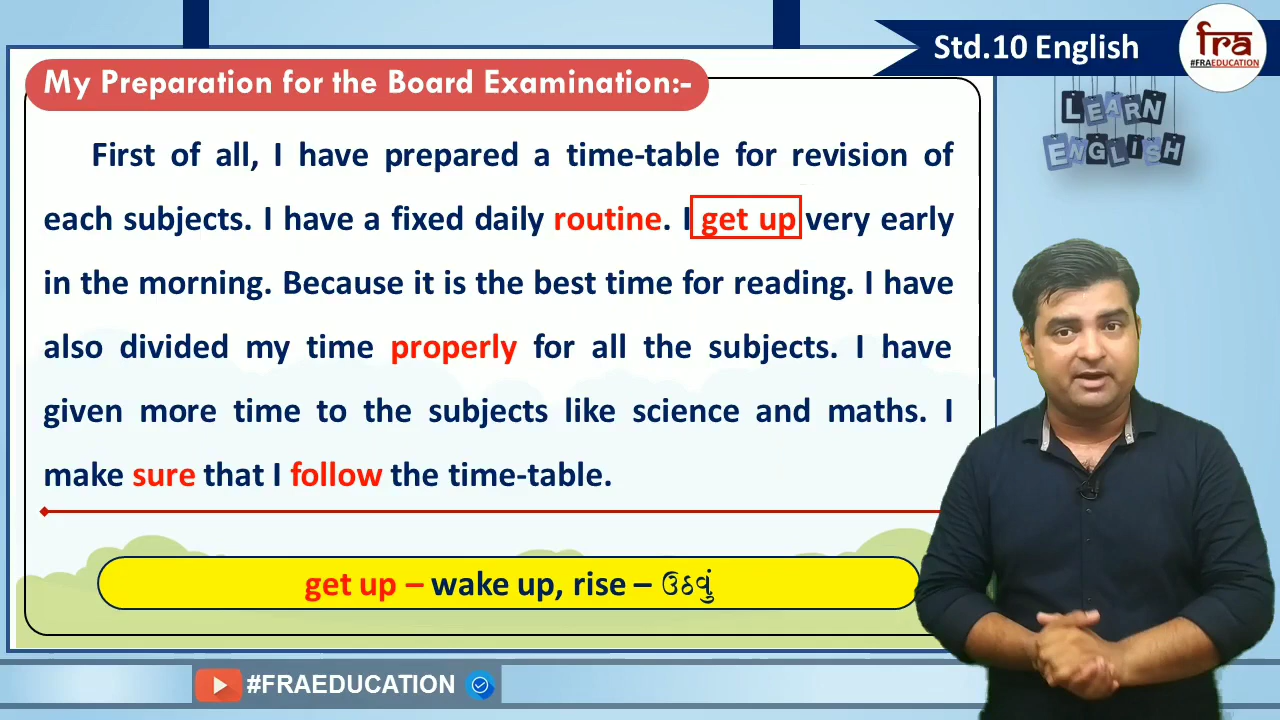 Std.10 English
fra
#FRAEDUCATION
LEARN
ENGLISH
My Preparation for the Board Examination:-
First of all, I have prepared a time-table for revision of
each subjects. I have a fixed daily routine. I get up very early
in the morning. Because it is the best time for reading. I have
also divided my time properly for all the subjects. I have
given more time to the subjects like science and maths. I
make sure that I follow the time-table.
get up – wake up, rise – ઉઠવું
#FRAEDUCATION